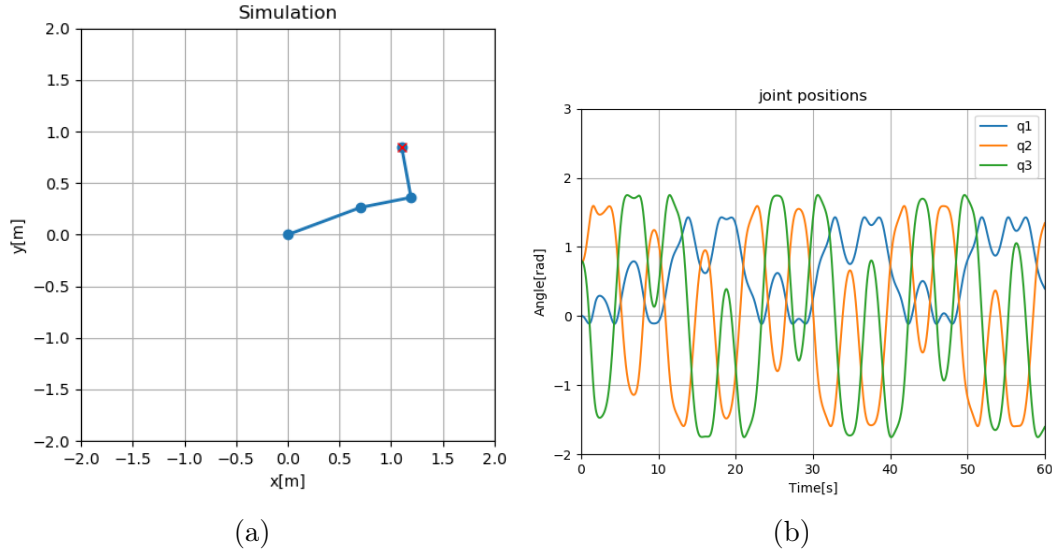 Simulation
2.0
1.5
1.0
0.5
0.0
−0.5
−1.0
−1.5
−2.0
y[m]
−2.0 −1.5 −1.0 −0.5 0.0 0.5 1.0 1.5 2.0
x[m]
(a)
joint positions
3
2
1
0
−1
−2
Angle[rad]
q1
q2
q3
0 10 20 30 40 50 60
Time[s]
(b)